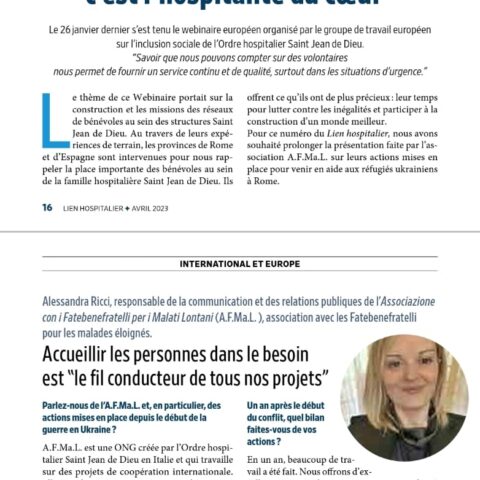 c'est l'hospitalité du cœur
Le 26 janvier dernier s'est tenu le webinaire européen organisé par le groupe de travail européen
sur l'inclusion sociale de l'Ordre hospitalier Saint Jean de Dieu.
“Savoir que nous pouvons compter sur des volontaires
nous permet de fournir un service continu et de qualité, surtout dans les situations d'urgence.”
Le thème de ce Webinaire portait sur la
construction et les missions des réseaux
de bénévoles au sein des structures Saint
Jean de Dieu. Au travers de leurs expé-
riences de terrain, les provinces de Rome
et d'Espagne sont intervenues pour nous rap-
peler la place importante des bénévoles au sein
de la famille hospitalière Saint Jean de Dieu. Ils
offrent ce qu'ils ont de plus précieux : leur temps
pour lutter contre les inégalités et participer à la
construction d'un monde meilleur.
Pour ce numéro du Lien hospitalier, nous avons
souhaité prolonger la présentation faite par l'as-
sociation A.F.Ma.L. sur leurs actions mises en
place pour venir en aide aux réfugiés ukrainiens
à Rome.
16 LIEN HOSPITALIER ✦ AVRIL 2023
INTERNATIONAL ET EUROPE
Alessandra Ricci, responsable de la communication et des relations publiques de l'Associazione
con i Fatebenefratelli per i Malati Lontani (A.F.Ma.L. ), association avec les Fatebenefratelli
pour les malades éloignés.
Accueillir les personnes dans le besoin
est “le fil conducteur de tous nos projets”
Parlez-nous de l'A.F.Ma.L. et, en particulier, des
actions mises en place depuis le début de la
guerre en Ukraine ?
A.F.Ma.L. est une ONG créée par l'Ordre hospi-
talier Saint Jean de Dieu en Italie et qui travaille
sur des projets de coopération internationale.
Un an après le début
du conflit, quel bilan
faites-vous de vos
actions ?
En un an, beaucoup de tra-
vail a été fait. Nous offrons d'ex-